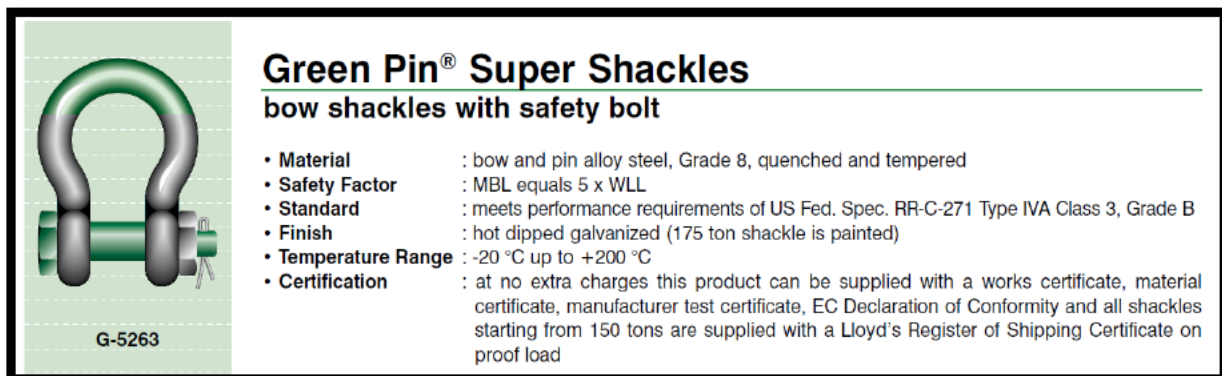 Green Pin® Super Shackles
bow shackles with safety bolt
• Material : bow and pin alloy steel, Grade 8, quenched and tempered
• Safety Factor : MBL equals 5 x WLL
• Standard : meets performance requirements of US Fed. Spec. RR-C-271 Type IVA Class 3, Grade B
• Finish : hot dipped galvanized (175 ton shackle is painted)
• Temperature Range : -20 °C up to +200 °C
• Certification : at no extra charges this product can be supplied with a works certificate, material
certificate, manufacturer test certificate, EC Declaration of Conformity and all shackles
starting from 150 tons are supplied with a Lloyd's Register of Shipping Certificate on
proof load
G-5263